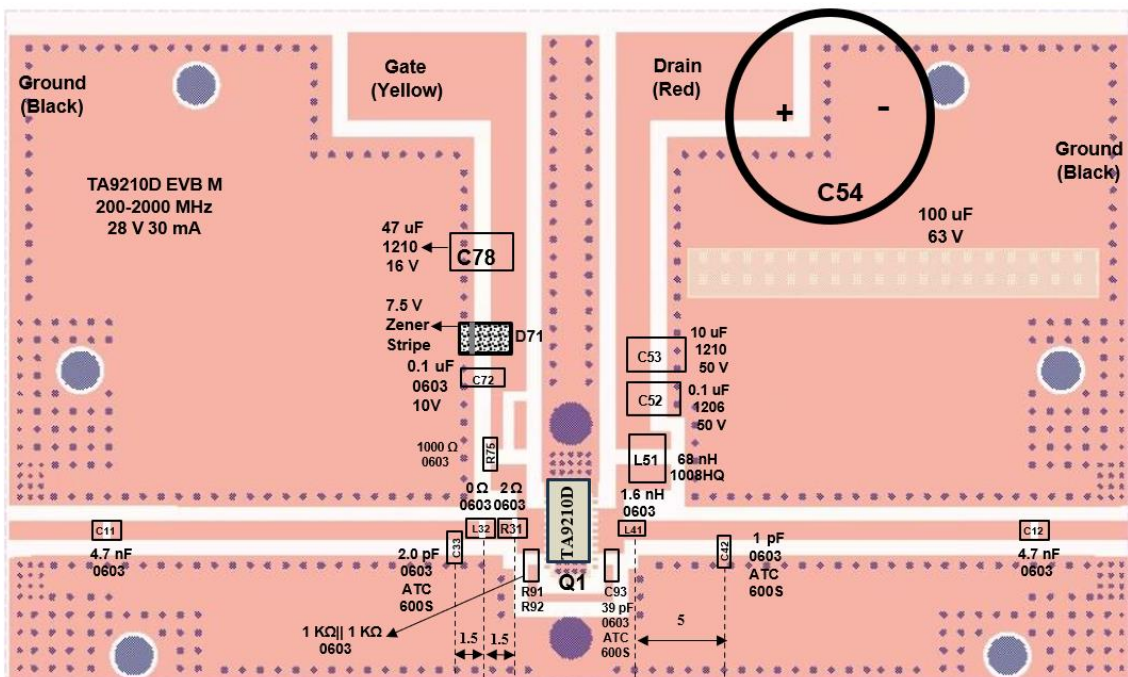 Ground
(Black)
Gate
(Yellow)
Drain
(Red)
+
-
C54
Ground
(Black)
TA9210D EVB M
200-2000 MHz
28 V 30 mA
100 uF
63 V
47 uF
1210
16 V
C78
7.5 V
Zener
Stripe
D71
0.1 uF
0603
10V
C72
10 uF
1210
50 V
C53
0.1 uF
1206
50 V
C52
1000 Ω
0603
R75
L51
68 nH
1008HQ
0 Ω
0603
2 Ω
0603
TA9210D
1.6 nH
0603
C11
4.7 nF
0603
C33
L32
R31
L41
C42
C12
4.7 nF
0603
2.0 pF
0603
ATC
600S
1 pF
0603
ATC
600S
Q1
R91
R92
C93
39 pF
0603
ATC
600S
1 KΩ|| 1 KΩ
0603
1.5
1.5
5